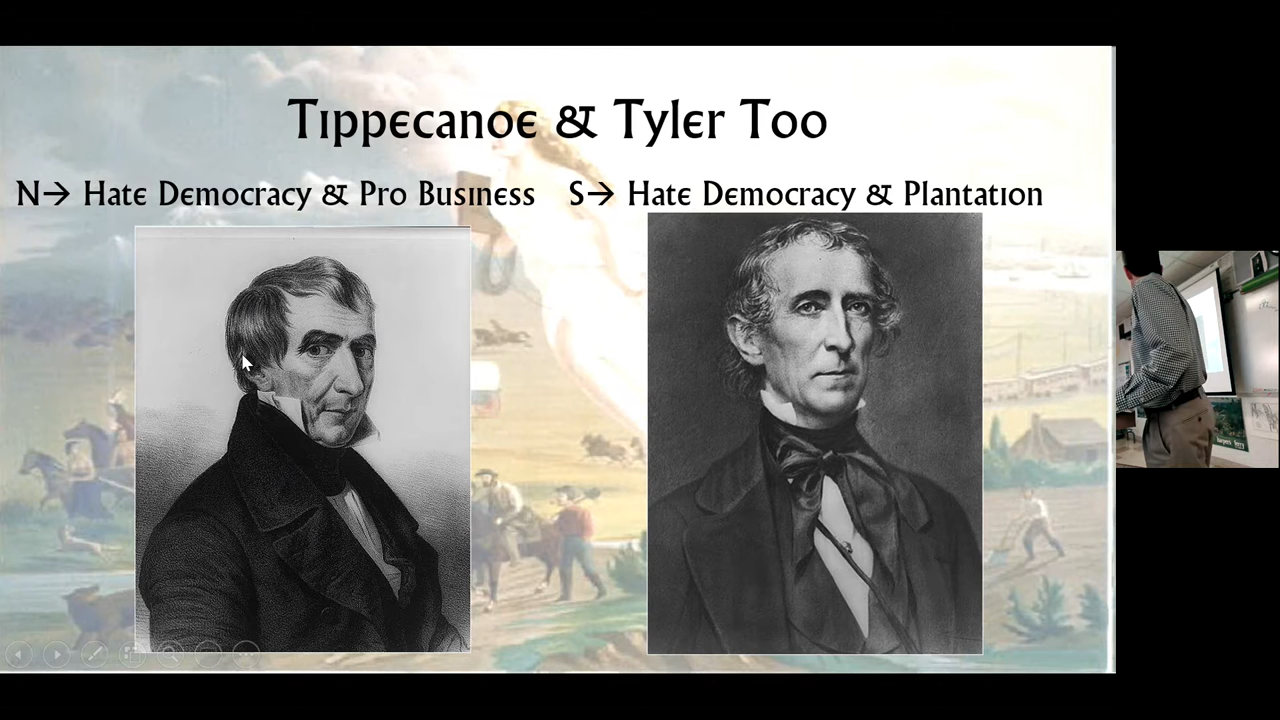 Tippecanoe & Tyler Too
N→ Hate Democracy & Pro Business
S→ Hate Democracy & Plantation